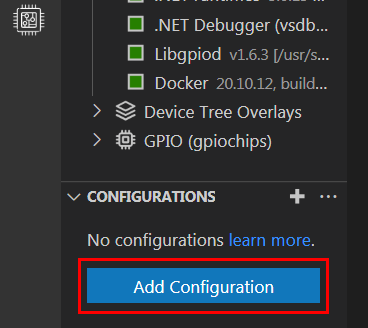 .NET Debugger (vsdb...
Libgpiod v1.6.3 [/usr/s...
Docker 20.10.12, build...
Device Tree Overlays
GPIO (gpiochips)
CONFIGURATIONS
No configurations learn more.
Add Configuration